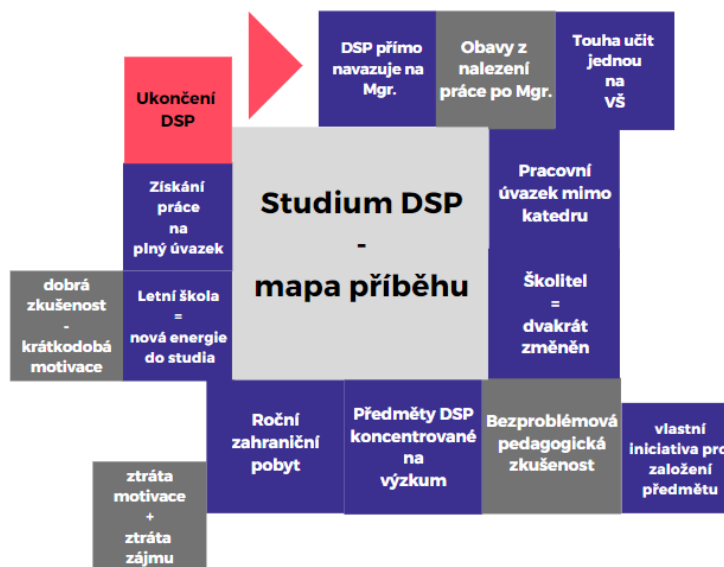 DSP přímo
navazuje na
Mgr.
Obavy z
nalezení
práce po Mgr.
Touha učit
jednou
na
VŠ
Ukončení
DSP
Studium DSP
-
mapa příběhu
Pracovní
úvazek mimo
katedru
Získání
práce
na
plný úvazek
Školitel
=
dvakrát
změněn
dobrá
zkušenost
-
krátkodobá
motivace
Letní škola
=
nová energie
do studia
Roční
zahraniční
pobyt
Předměty DSP
koncentrované
na
výzkum
Bezproblémová
pedagogická
zkušenost
vlastní
iniciativa pro
založení
předmětu
ztráta
motivace
+
ztráta
zájmu